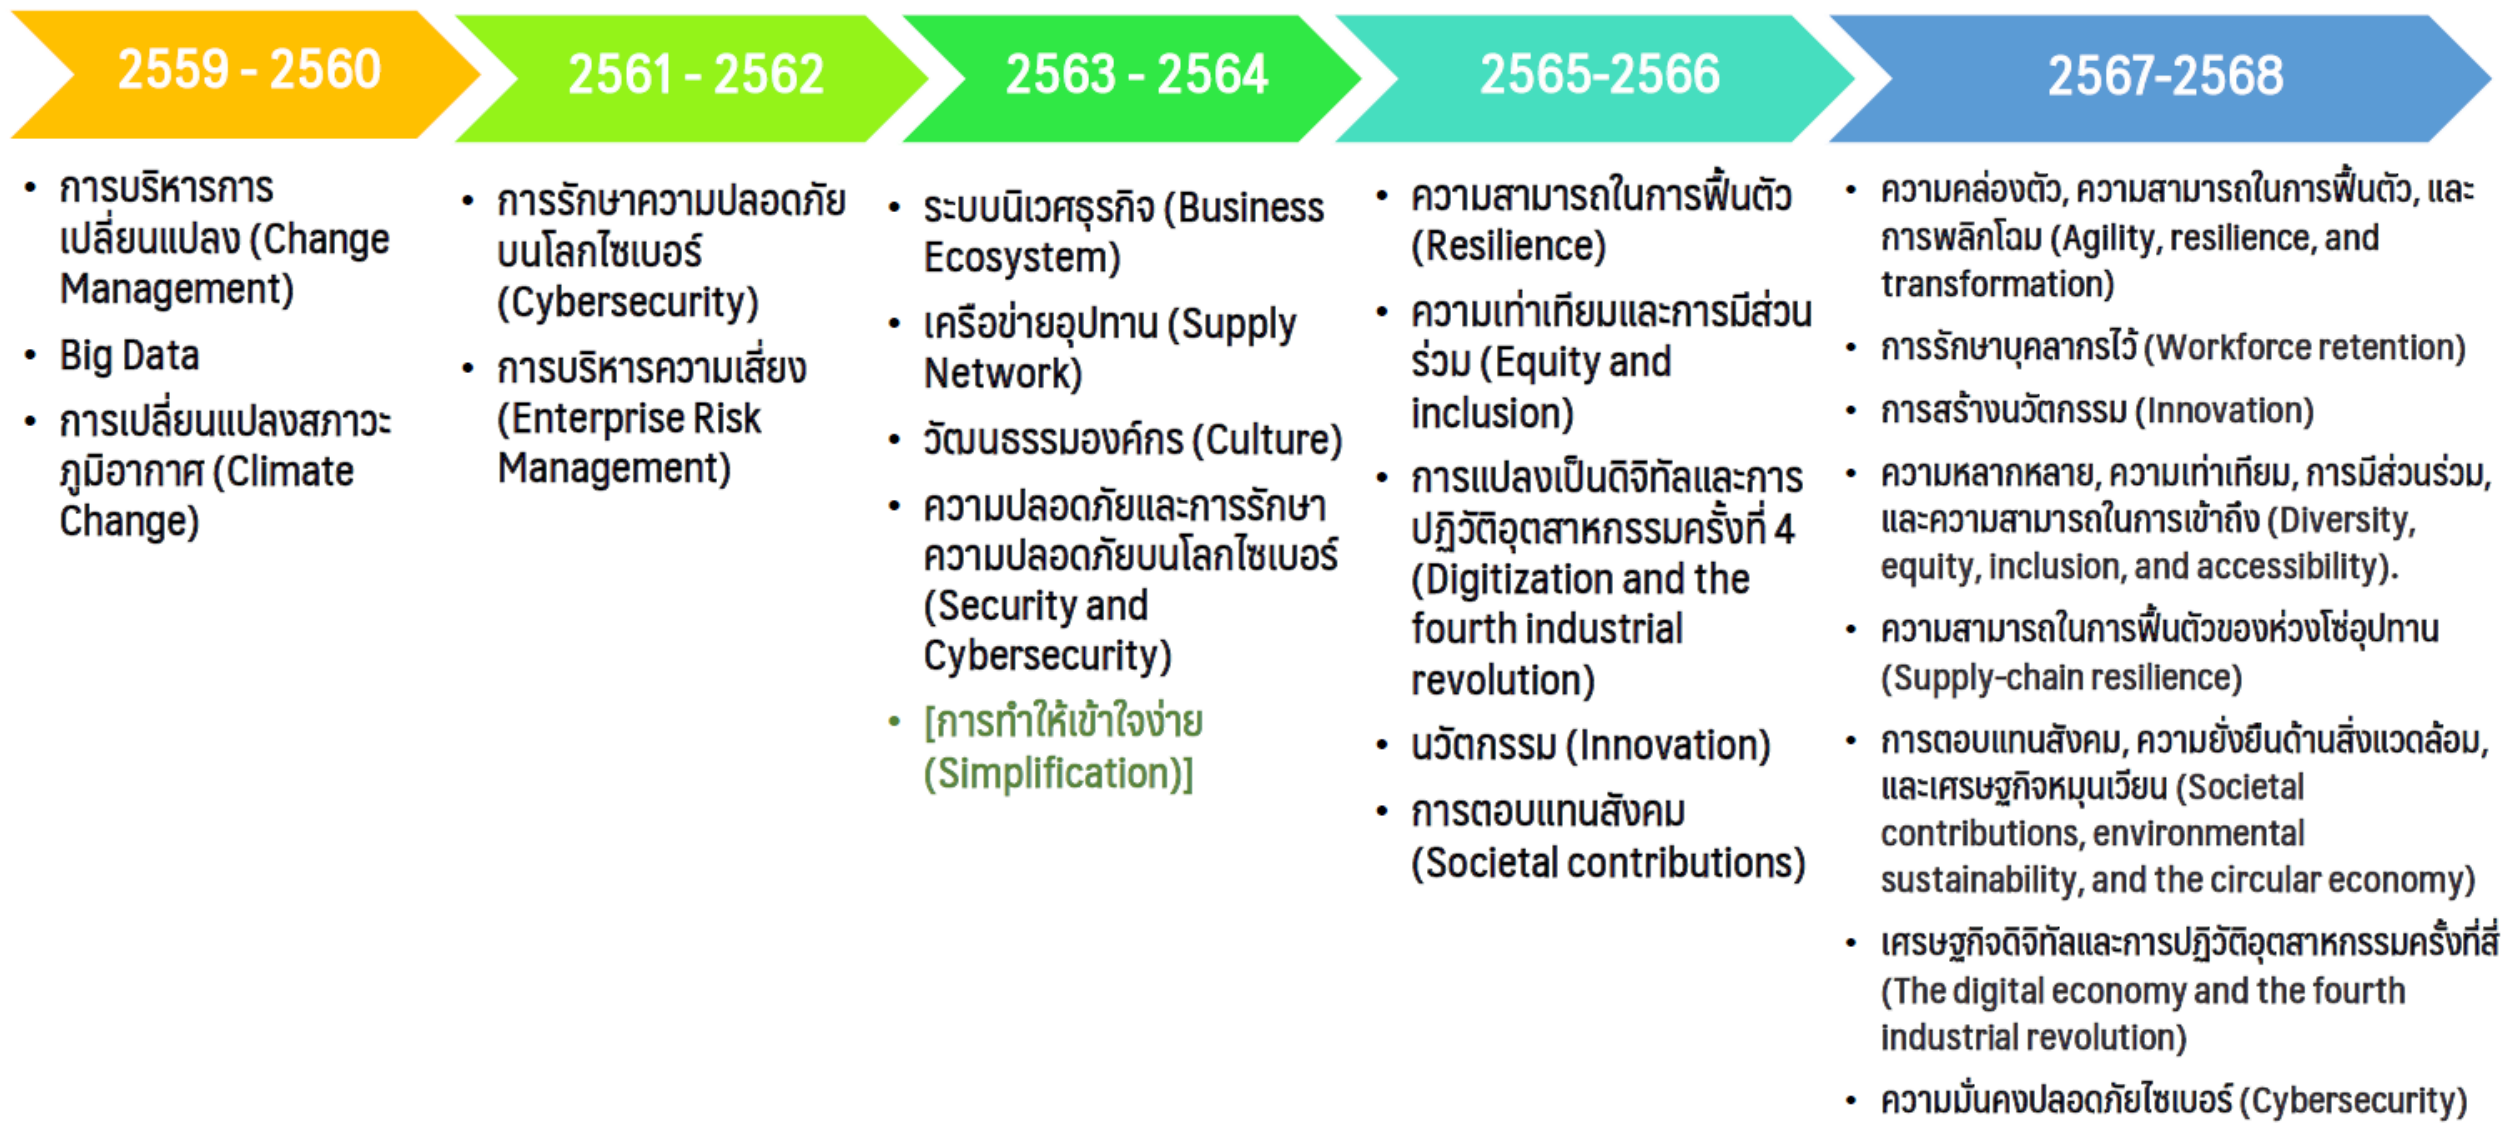 2559 - 2560
• การบริหารการ
เปลี่ยนแปลง (Change
Management)
• Big Data
• การเปลี่ยนแปลงสภาวะ
ภูมิอากาศ (Climate
Change)
2561 - 2562
• การรักษาความปลอดภัย
บนโลกไซเบอร์
(Cybersecurity)
• การบริหารความเสี่ยง
(Enterprise Risk
Management)
2563 - 2564
• ระบบนิเวศธุรกิจ (Business
Ecosystem)
• เครือข่ายอุปทาน (Supply
Network)
• วัฒนธรรมองค์กร (Culture)
• ความปลอดภัยและการรักษา
ความปลอดภัยบนโลกไซเบอร์
(Security and
Cybersecurity)
• [การทำให้เข้าใจง่าย
(Simplification)]
2565-2566
• ความสามารถในการฟื้นตัว
(Resilience)
• ความเท่าเทียมและการมีส่วน
ร่วม (Equity and
inclusion)
• การแปลงเป็นดิจิทัลและการ
ปฏิวัติอุตสาหกรรมครั้งที่ 4
(Digitization and the
fourth industrial
revolution)
• นวัตกรรม (Innovation)
• การตอบแทนสังคม
(Societal contributions)
2567-2568
• ความคล่องตัว, ความสามารถในการฟื้นตัว, และ
การพลิกโฉม (Agility, resilience, and
transformation)
• การรักษาบุคลากรไว้ (Workforce retention)
• การสร้างนวัตกรรม (Innovation)
• ความหลากหลาย, ความเท่าเทียม, การมีส่วนร่วม,
และความสามารถในการเข้าถึง (Diversity,
equity, inclusion, and accessibility).
• ความสามารถในการฟื้นตัวของห่วงโซ่อุปทาน
(Supply-chain resilience)
• การตอบแทนสังคม, ความยั่งยืนด้านสิ่งแวดล้อม,
และเศรษฐกิจหมุนเวียน (Societal
contributions, environmental
sustainability, and the circular economy)
• เศรษฐกิจดิจิทัลและการปฏิวัติอุตสาหกรรมครั้งที่สี่
(The digital economy and the fourth
industrial revolution)
• ความมั่นคงปลอดภัยไซเบอร์ (Cybersecurity)